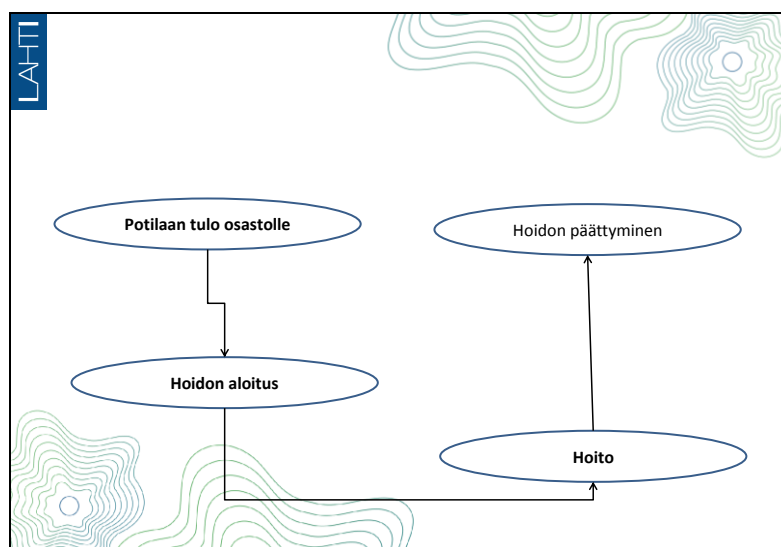 LAHTI
Potilaan tulo osastolle
Hoidon päättyminen
Hoidon aloitus
Hoito